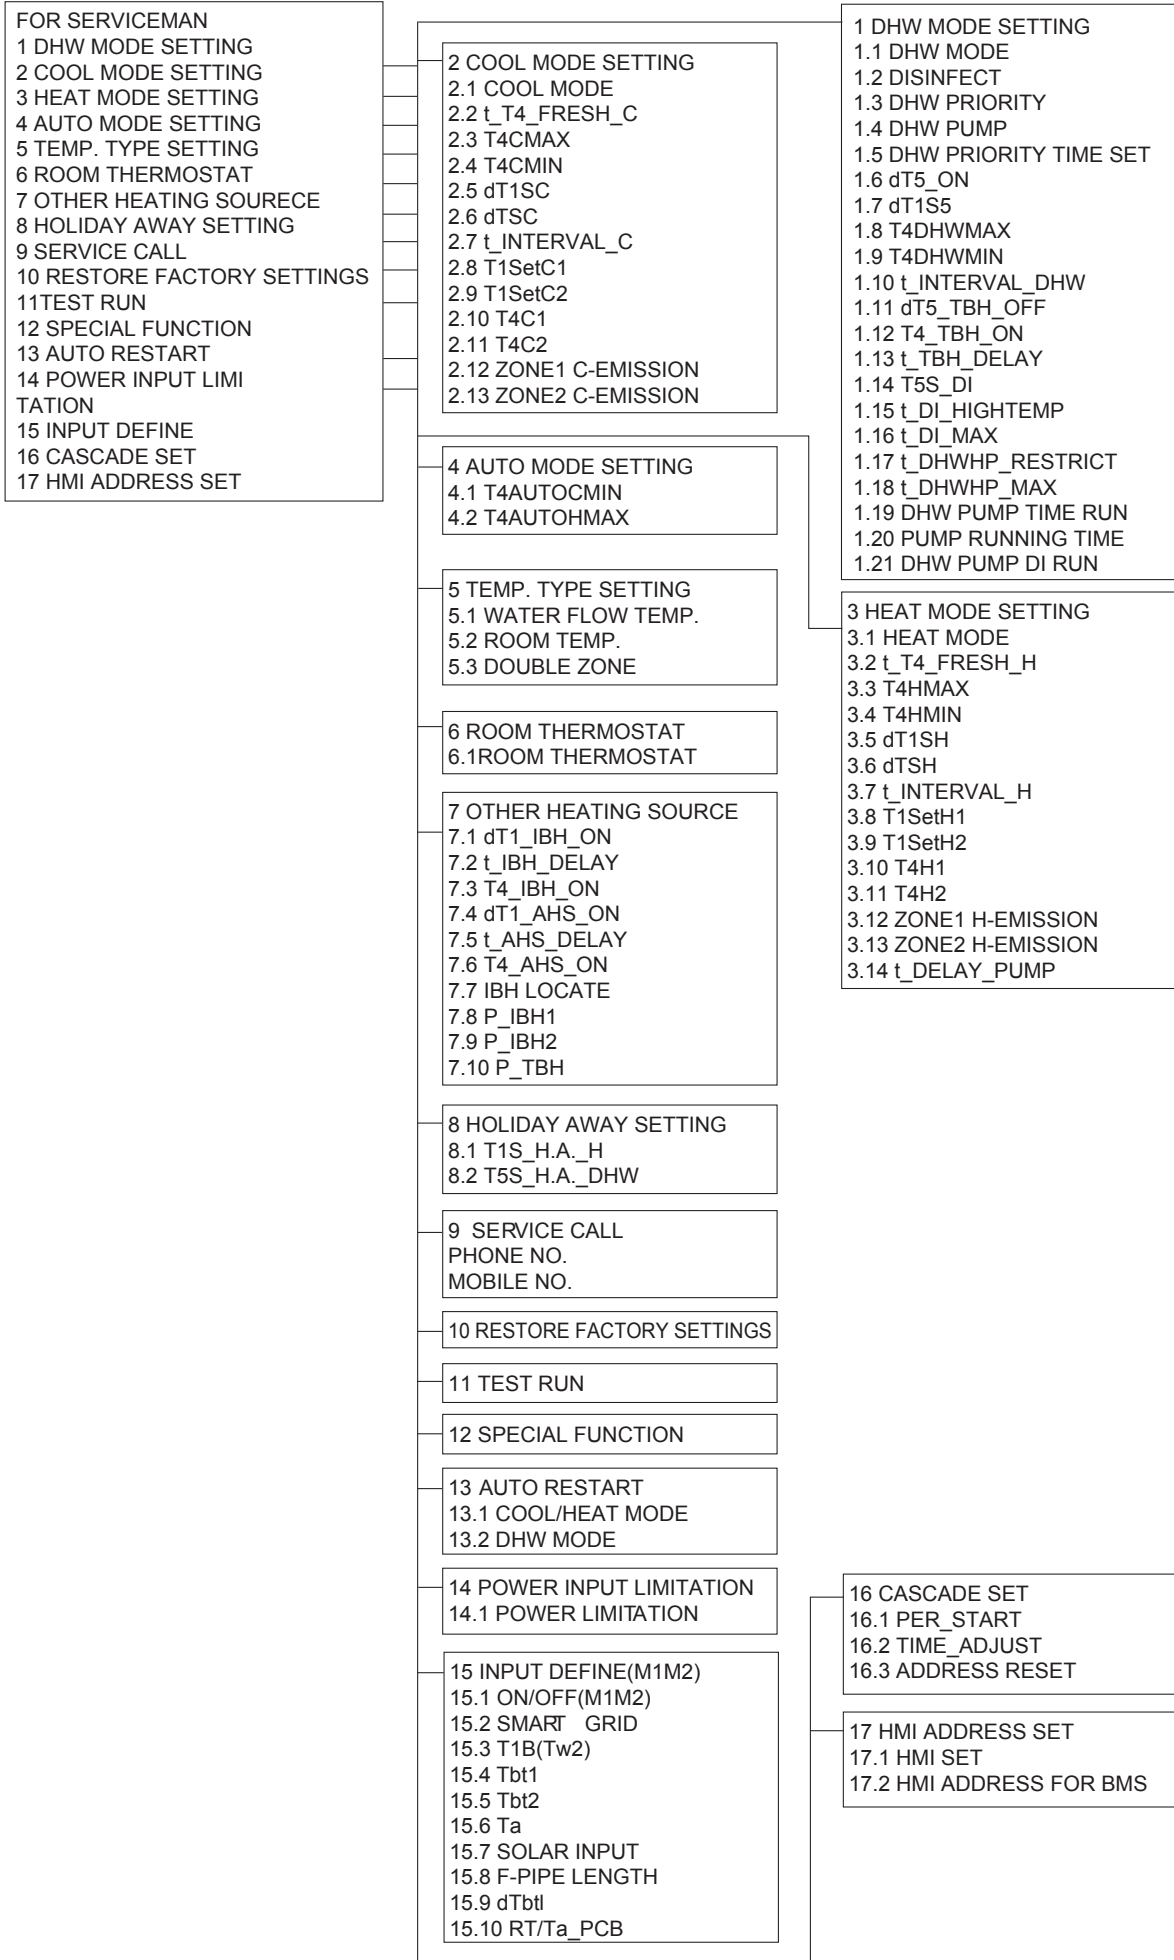 FOR SERVICEMAN
1 DHW MODE SETTING
2 COOL MODE SETTING
3 HEAT MODE SETTING
4 AUTO MODE SETTING
5 TEMP. TYPE SETTING
6 ROOM THERMOSTAT
7 OTHER HEATING SOURECE
8 HOLIDAY AWAY SETTING
9 SERVICE CALL
10 RESTORE FACTORY SETTINGS
11TEST RUN
12 SPECIAL FUNCTION
13 AUTO RESTART
14 POWER INPUT LIMI
TATION
15 INPUT DEFINE
16 CASCADE SET
17 HMI ADDRESS SET
1 DHW MODE SETTING
1.1 DHW MODE
1.2 DISINFECT
1.3 DHW PRIORITY
1.4 DHW PUMP
1.5 DHW PRIORITY TIME SET
1.6 dT5_ON
1.7 dT1S5
1.8 T4DHWMAX
1.9 T4DHWMIN
1.10 t_INTERVAL_DHW
1.11 dT5_TBH_OFF
1.12 T4_TBH_ON
1.13 t_TBH_DELAY
1.14 T5S_DI
1.15 t_DI_HIGHTEMP
1.16 t_DI_MAX
1.17 t_DHWHP_RESTRICT
1.18 t_DHWHP_MAX
1.19 DHW PUMP TIME RUN
1.20 PUMP RUNNING TIME
1.21 DHW PUMP DI RUN
2 COOL MODE SETTING
2.1 COOL MODE
2.2 t_T4_FRESH_C
2.3 T4CMAX
2.4 T4CMIN
2.5 dT1SC
2.6 dTSC
2.7 t_INTERVAL_C
2.8 T1SetC1
2.9 T1SetC2
2.10 T4C1
2.11 T4C2
2.12 ZONE1 C-EMISSION
2.13 ZONE2 C-EMISSION
3 HEAT MODE SETTING
3.1 HEAT MODE
3.2 t_T4_FRESH_H
3.3 T4HMAX
3.4 T4HMIN
3.5 dT1SH
3.6 dTSH
3.7 t_INTERVAL_H
3.8 T1SetH1
3.9 T1SetH2
3.10 T4H1
3.11 T4H2
3.12 ZONE1 H-EMISSION
3.13 ZONE2 H-EMISSION
3.14 t_DELAY_PUMP
4 AUTO MODE SETTING
4.1 T4AUTOCMIN
4.2 T4AUTOHMAX
5 TEMP. TYPE SETTING
5.1 WATER FLOW TEMP.
5.2 ROOM TEMP.
5.3 DOUBLE ZONE
6 ROOM THERMOSTAT
6.1ROOM THERMOSTAT
7 OTHER HEATING SOURCE
7.1 dT1_IBH_ON
7.2 t_IBH_DELAY
7.3 T4_IBH_ON
7.4 dT1_AHS_ON
7.5 t_AHS_DELAY
7.6 T4_AHS_ON
7.7 IBH LOCATE
7.8 P_IBH1
7.9 P_IBH2
7.10 P_TBH
8 HOLIDAY AWAY SETTING
8.1 T1S_H.A._H
8.2 T5S_H.A._DHW
9 SERVICE CALL
PHONE NO.
MOBILE NO.
10 RESTORE FACTORY SETTINGS
11 TEST RUN
12 SPECIAL FUNCTION
13 AUTO RESTART
13.1 COOL/HEAT MODE
13.2 DHW MODE
14 POWER INPUT LIMITATION
14.1 POWER LIMITATION
15 INPUT DEFINE(M1M2)
15.1 ON/OFF(M1M2)
15.2 SMART GRID
15.3 T1B(Tw2)
15.4 Tbt1
15.5 Tbt2
15.6 Ta
15.7 SOLAR INPUT
15.8 F-PIPE LENGTH
15.9 dTbtl
15.10 RT/Ta_PCB
16 CASCADE SET
16.1 PER_START
16.2 TIME_ADJUST
16.3 ADDRESS RESET
17 HMI ADDRESS SET
17.1 HMI SET
17.2 HMI ADDRESS FOR BMS